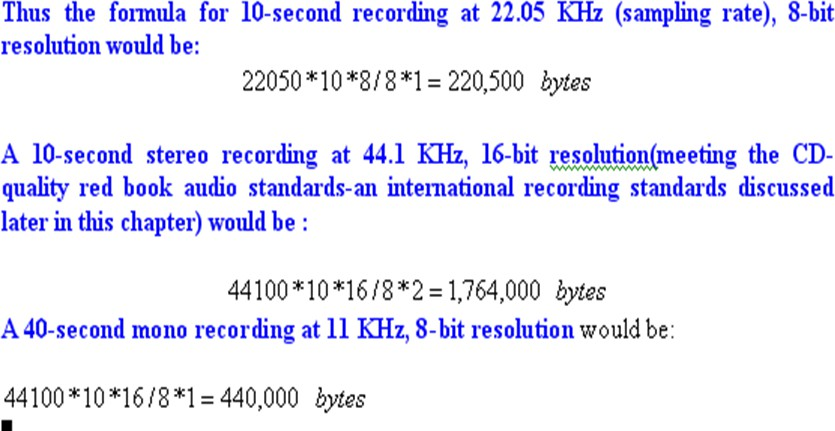 Thus the formula for 10-second recording at 22.05 KHz (sampling rate), 8-bit
resolution would be:
22050*10*8/8*1= 220,500 bytes
A 10-second stereo recording at 44.1 KHz, 16-bit resolution(meeting the CD-
quality red book audio standards-an international recording standards discussed
later in this chapter) would be :
44100*10*16/8*2 = 1,764,000 bytes
A 40-second mono recording at 11 KHz, 8-bit resolution would be:
44100*10*16/8*1= 440,000 bytes